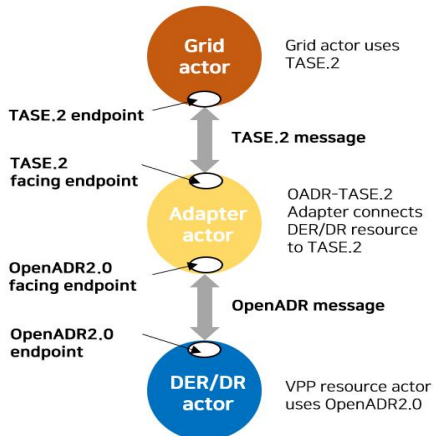 Grid
actor
Grid actor uses
TASE.2
TASE.2 endpoint
TASE.2 message
TASE.2
facing endpoint
Adapter
actor
OADR-TASE.2
Adapter connects
DER/DR resource
to TASE.2
OpenADR2.0
facing endpoint
OpenADR message
OpenADR2.0
endpoint
DER/DR
actor
VPP resource actor
uses OpenADR2.0